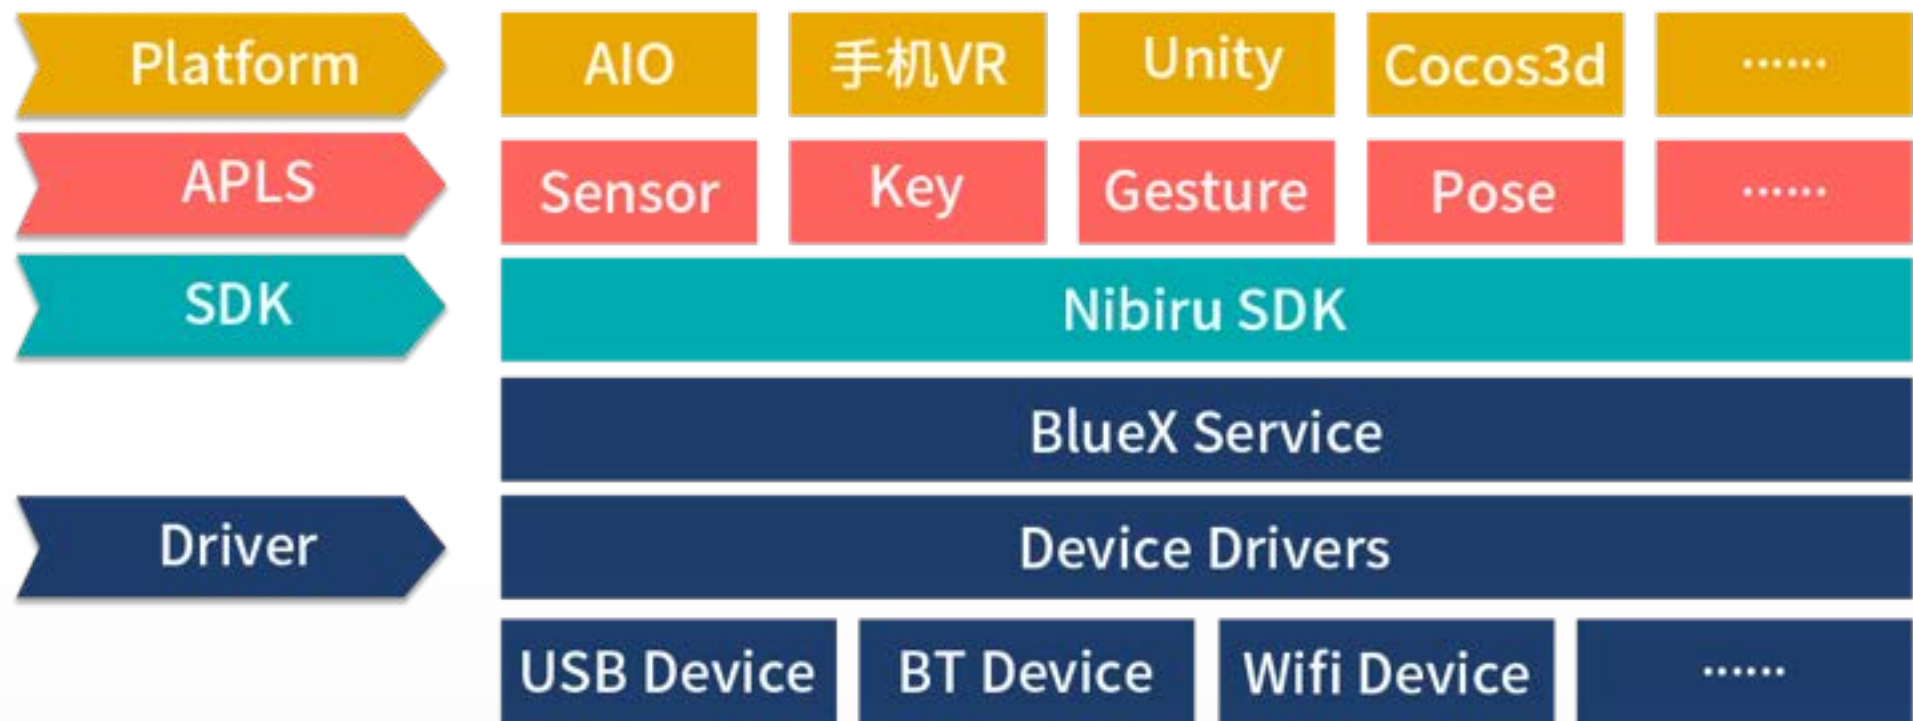 Platform AIO 手机VR Unity Cocos3d ······
APLS Sensor Key Gesture Pose ······
SDK Nibiru SDK
BlueX Service
Driver Device Drivers
USB Device BT Device Wifi Device ······